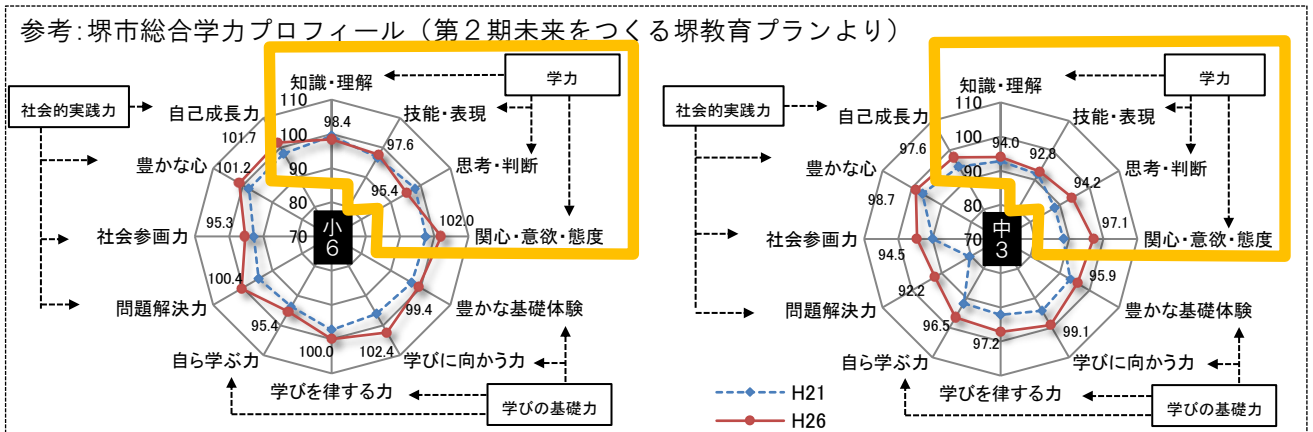 参考:堺市総合学力プロフィール（第２期未来をつくる堺教育プランより）
社会的実践力
学力
知識・理解
技能・表現
思考・判断
関心・意欲・態度
豊かな基礎体験
学びに向かう力
学びを律する力
自ら学ぶ力
問題解決力
社会参画力
豊かな心
自己成長力
学びの基礎力
110
100
90
80
70
小6
98.4
97.6
95.4
102.0
99.4
102.4
100.0
95.4
100.4
95.3
101.2
101.7
H21
H26
社会的実践力
学力
知識・理解
技能・表現
思考・判断
関心・意欲・態度
豊かな基礎体験
学びに向かう力
学びを律する力
自ら学ぶ力
問題解決力
社会参画力
豊かな心
自己成長力
学びの基礎力
110
100
90
80
70
中3
94.0
92.8
94.2
97.1
95.9
99.1
97.2
96.5
92.2
94.5
98.7
97.6